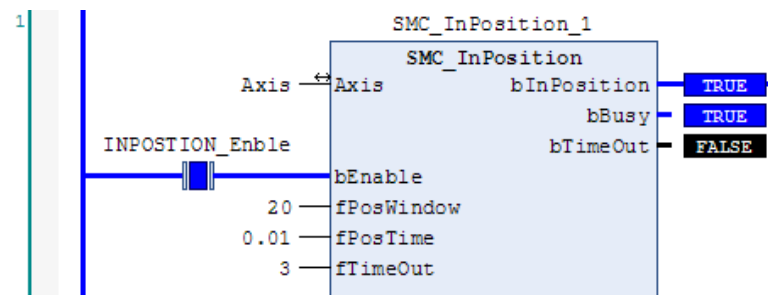 1
SMC_InPosition_1
SMC_InPosition
Axis Axis bInPosition TRUE
bBusy TRUE
INPOSTION_Enble bTimeOut FALSE
bEnable
20 fPosWindow
0.01 fPosTime
3 fTimeOut